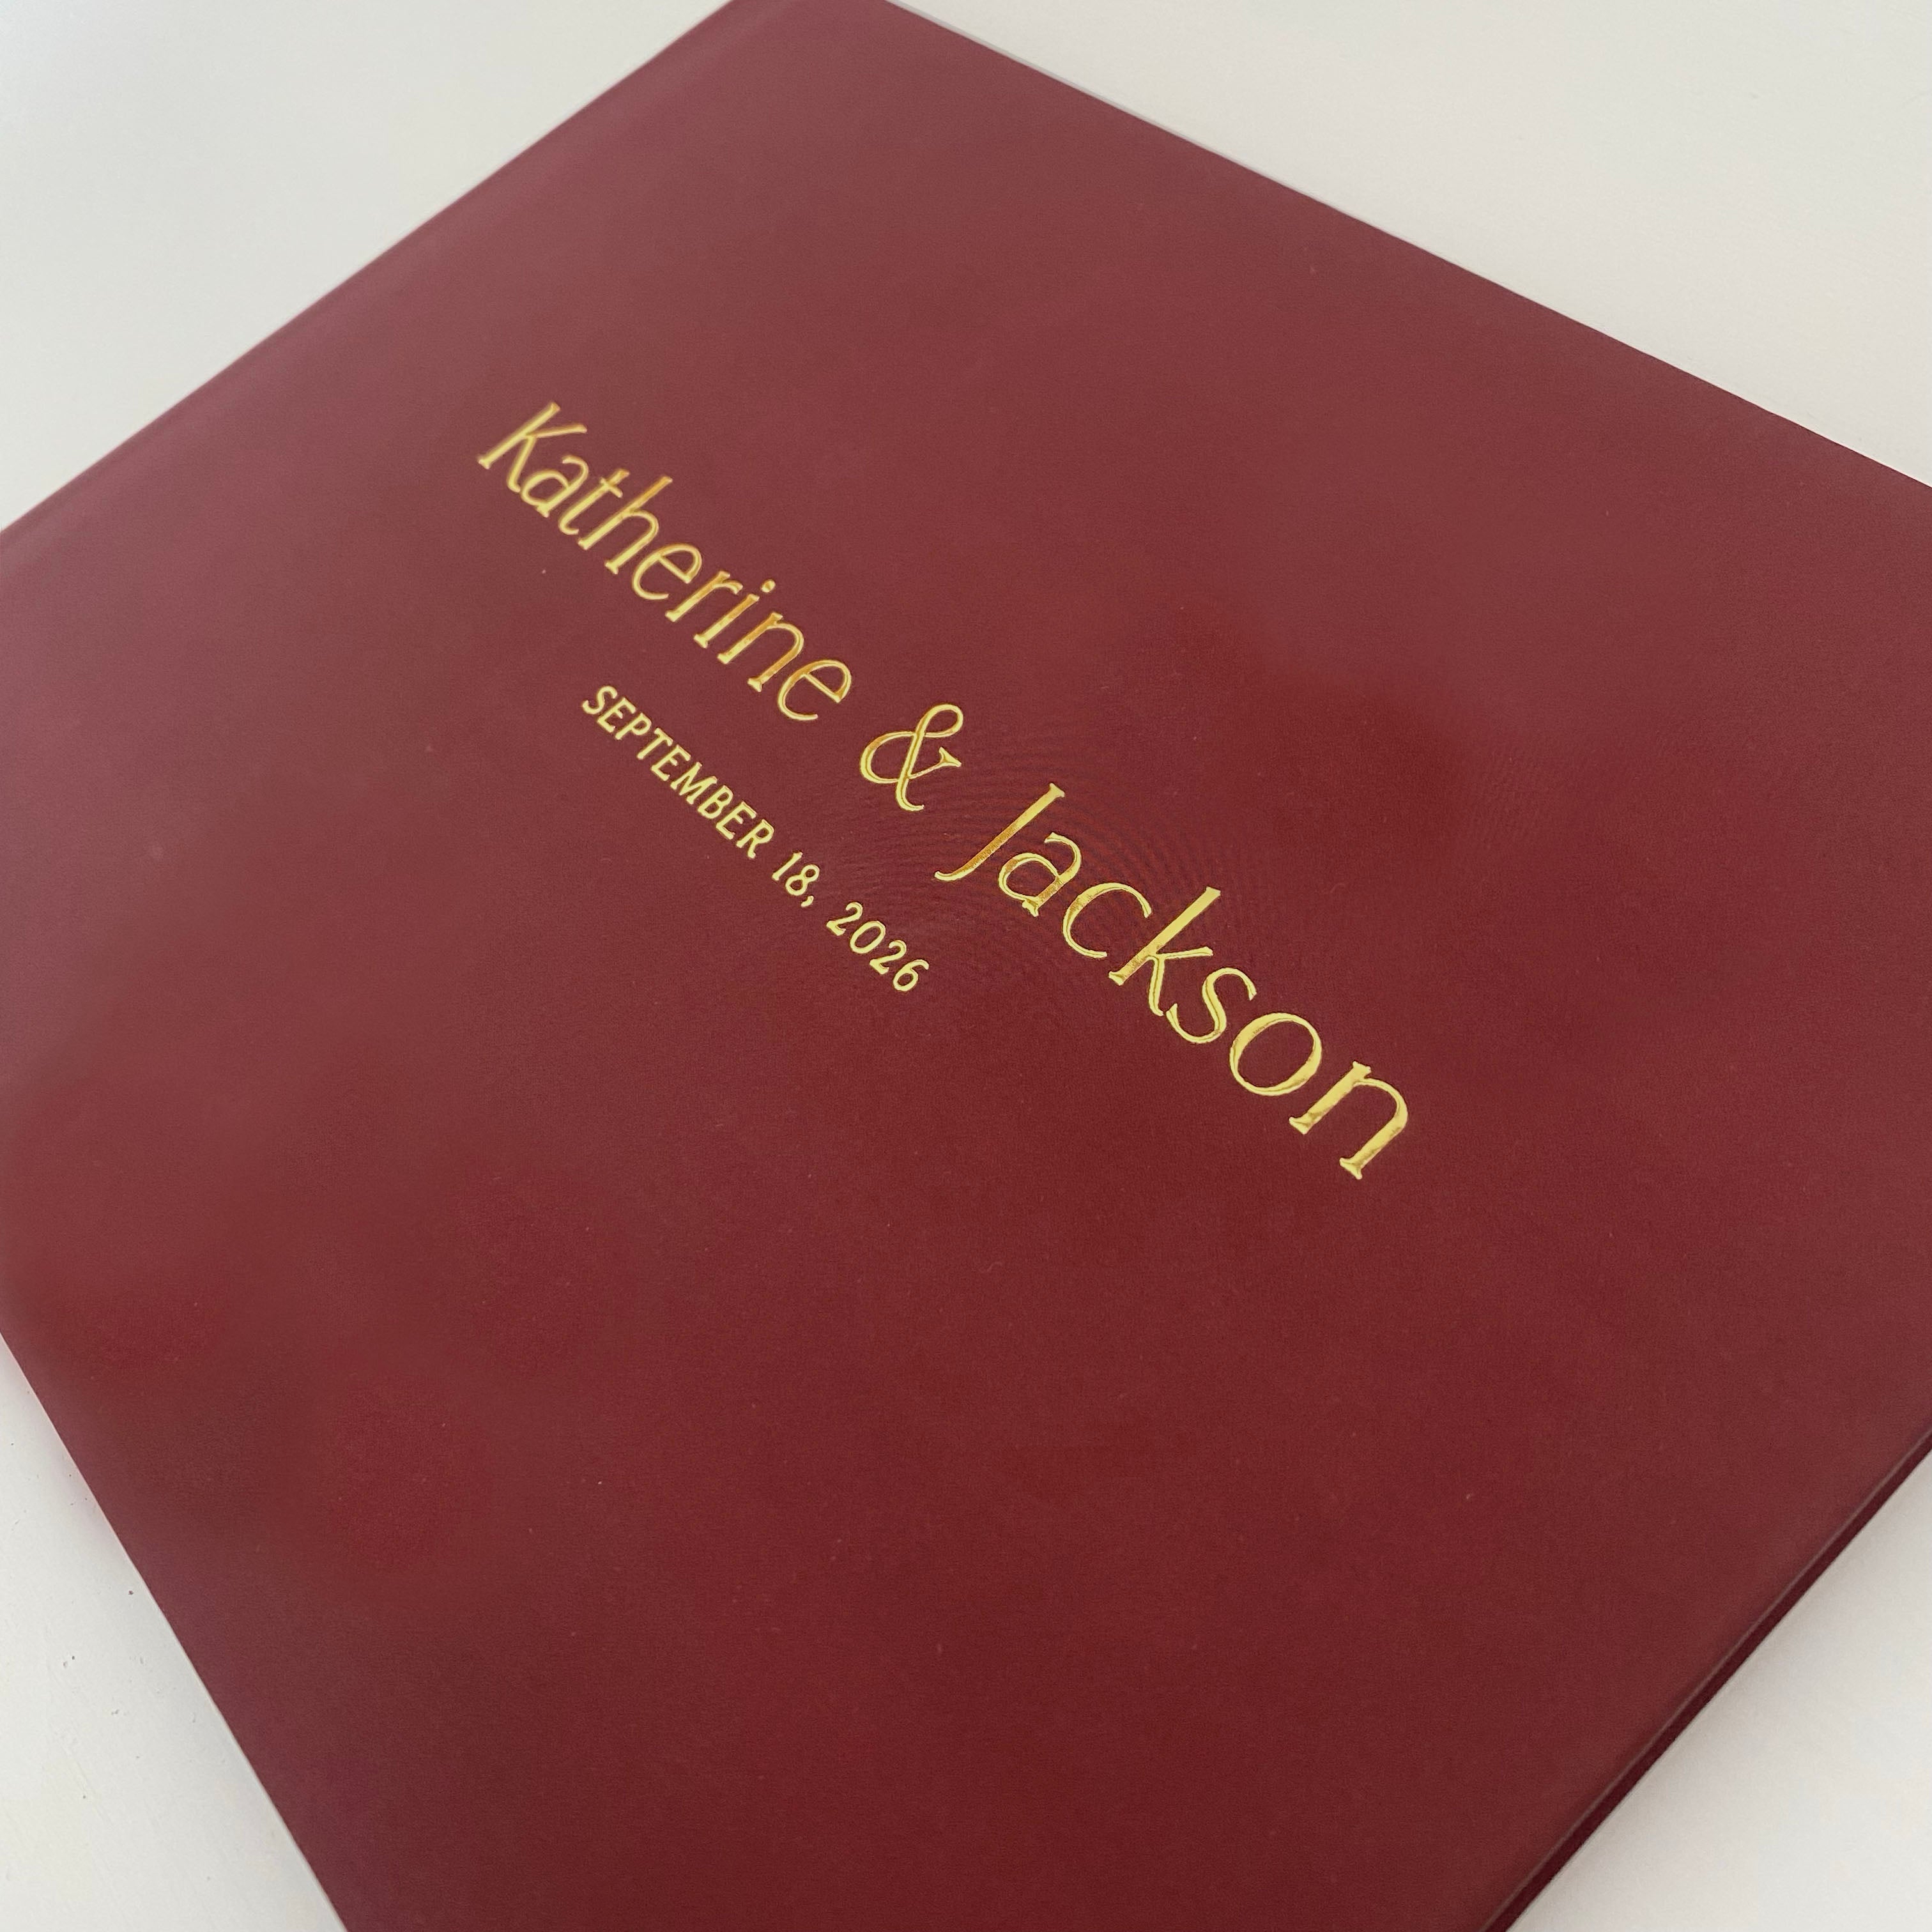 Katherine & Jackson
SEPTEMBER 18, 2026